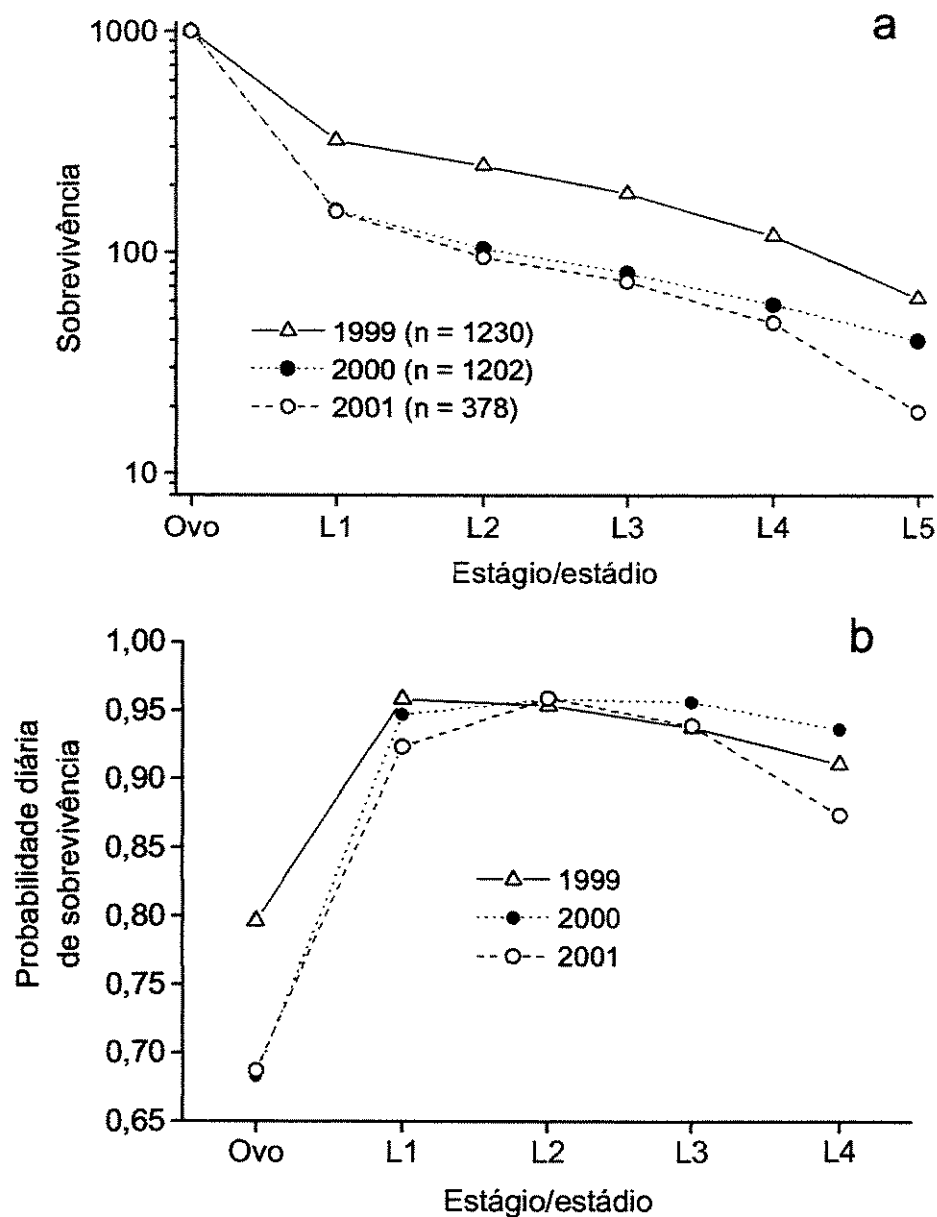 a
1000
100
10
Sobrevivência
1999 (n = 1230)
2000 (n = 1202)
2001 (n = 378)
Ovo L1 L2 L3 L4 L5
Estágio/estádio
b
1,00
0,95
0,90
0,85
0,80
0,75
0,70
0,65
Probabilidade diária
de sobrevivência
1999
2000
2001
Ovo L1 L2 L3 L4
Estágio/estádio